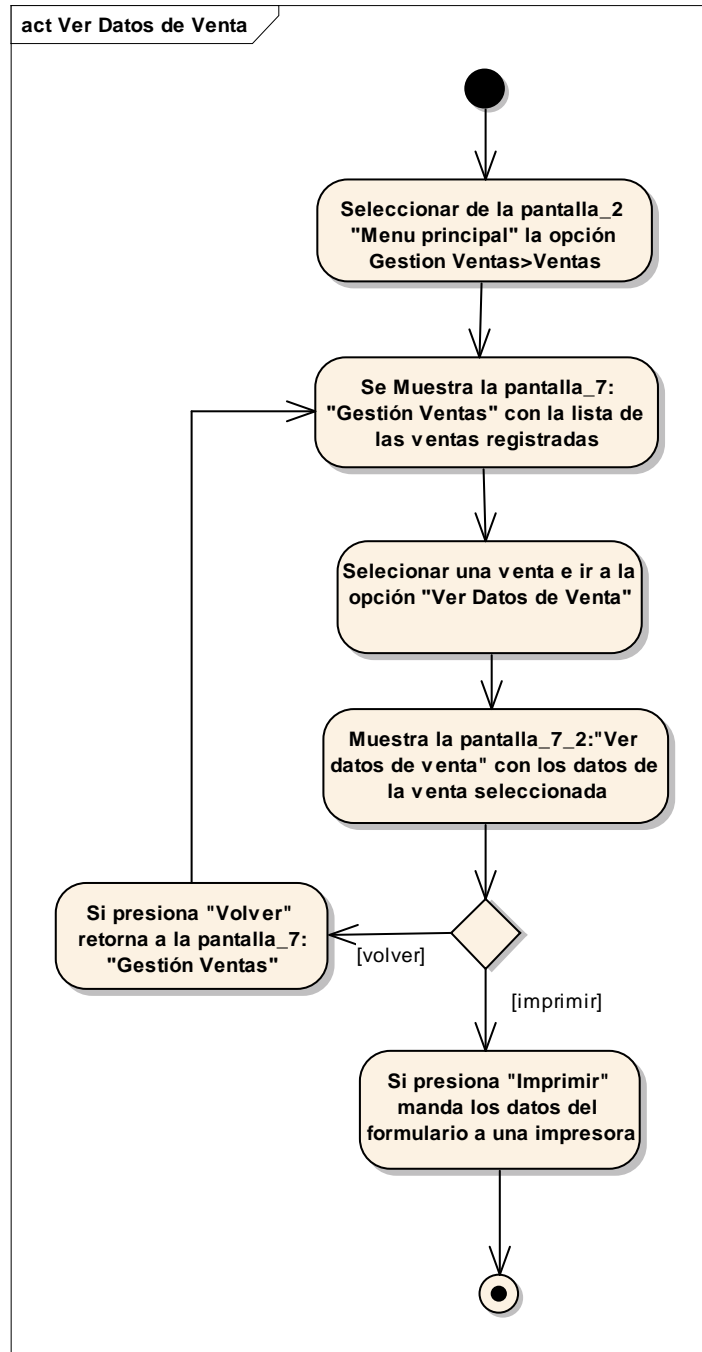 act Ver Datos de Venta
Seleccionar de la pantalla_2
"Menu principal" la opción
Gestion Ventas>Ventas
Se Muestra la pantalla_7:
"Gestión Ventas" con la lista de
las ventas registradas
Selecionar una venta e ir a la
opción "Ver Datos de Venta"
Muestra la pantalla_7_2:"Ver
datos de venta" con los datos de
la venta seleccionada
Si presiona "Volver"
retorna a la pantalla_7:
"Gestión Ventas"
[volver]
[imprimir]
Si presiona "Imprimir"
manda los datos del
formulario a una impresora